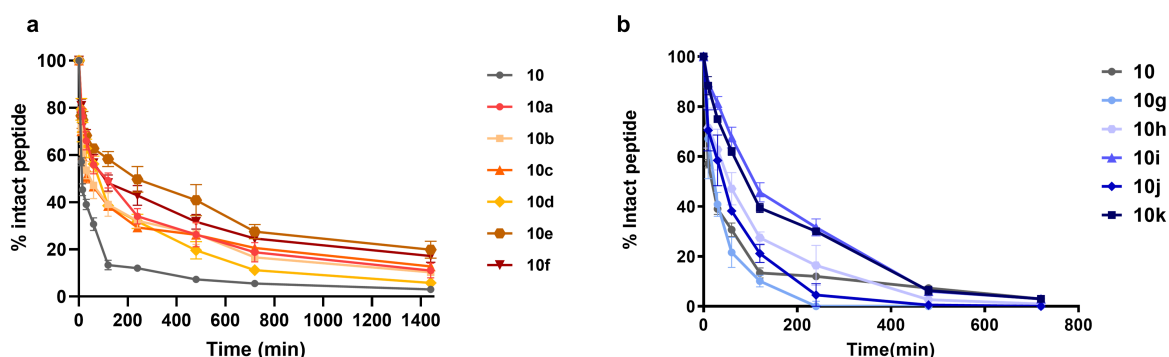 a
% intact peptide
100
80
60
40
20
0
0 200 400 600 800 1000 1200 1400
Time (min)
10
10a
10b
10c
10d
10e
10f
b
% Intact peptide
100
80
60
40
20
0
0 200 400 600 800
Time(min)
10
10g
10h
10i
10j
10k